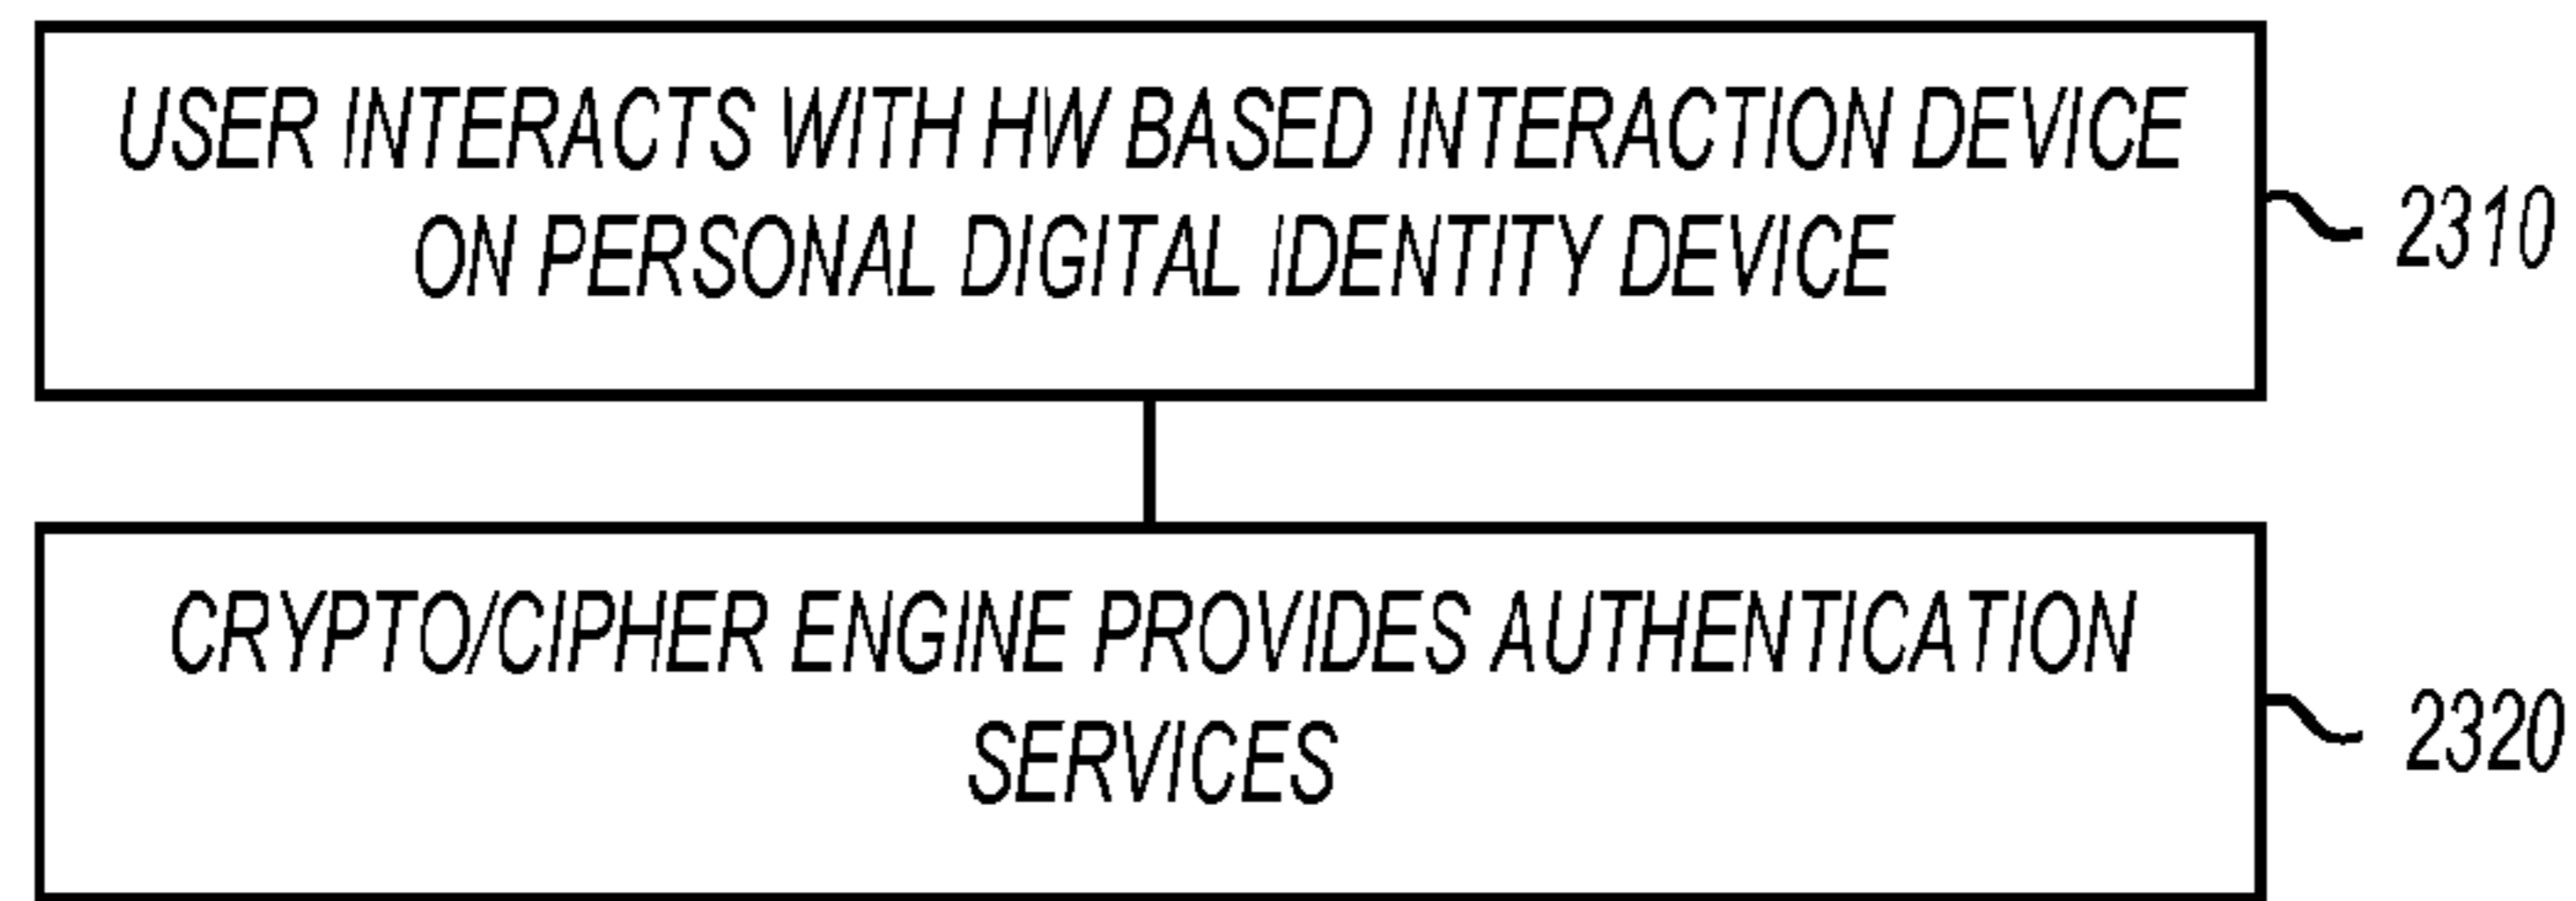 USER INTERACTS WITH HW BASED INTERACTION DEVICE
ON PERSONAL DIGITAL IDENTITY DEVICE
2310
CRYPTO/CIPHER ENGINE PROVIDES AUTHENTICATION
SERVICES
2320